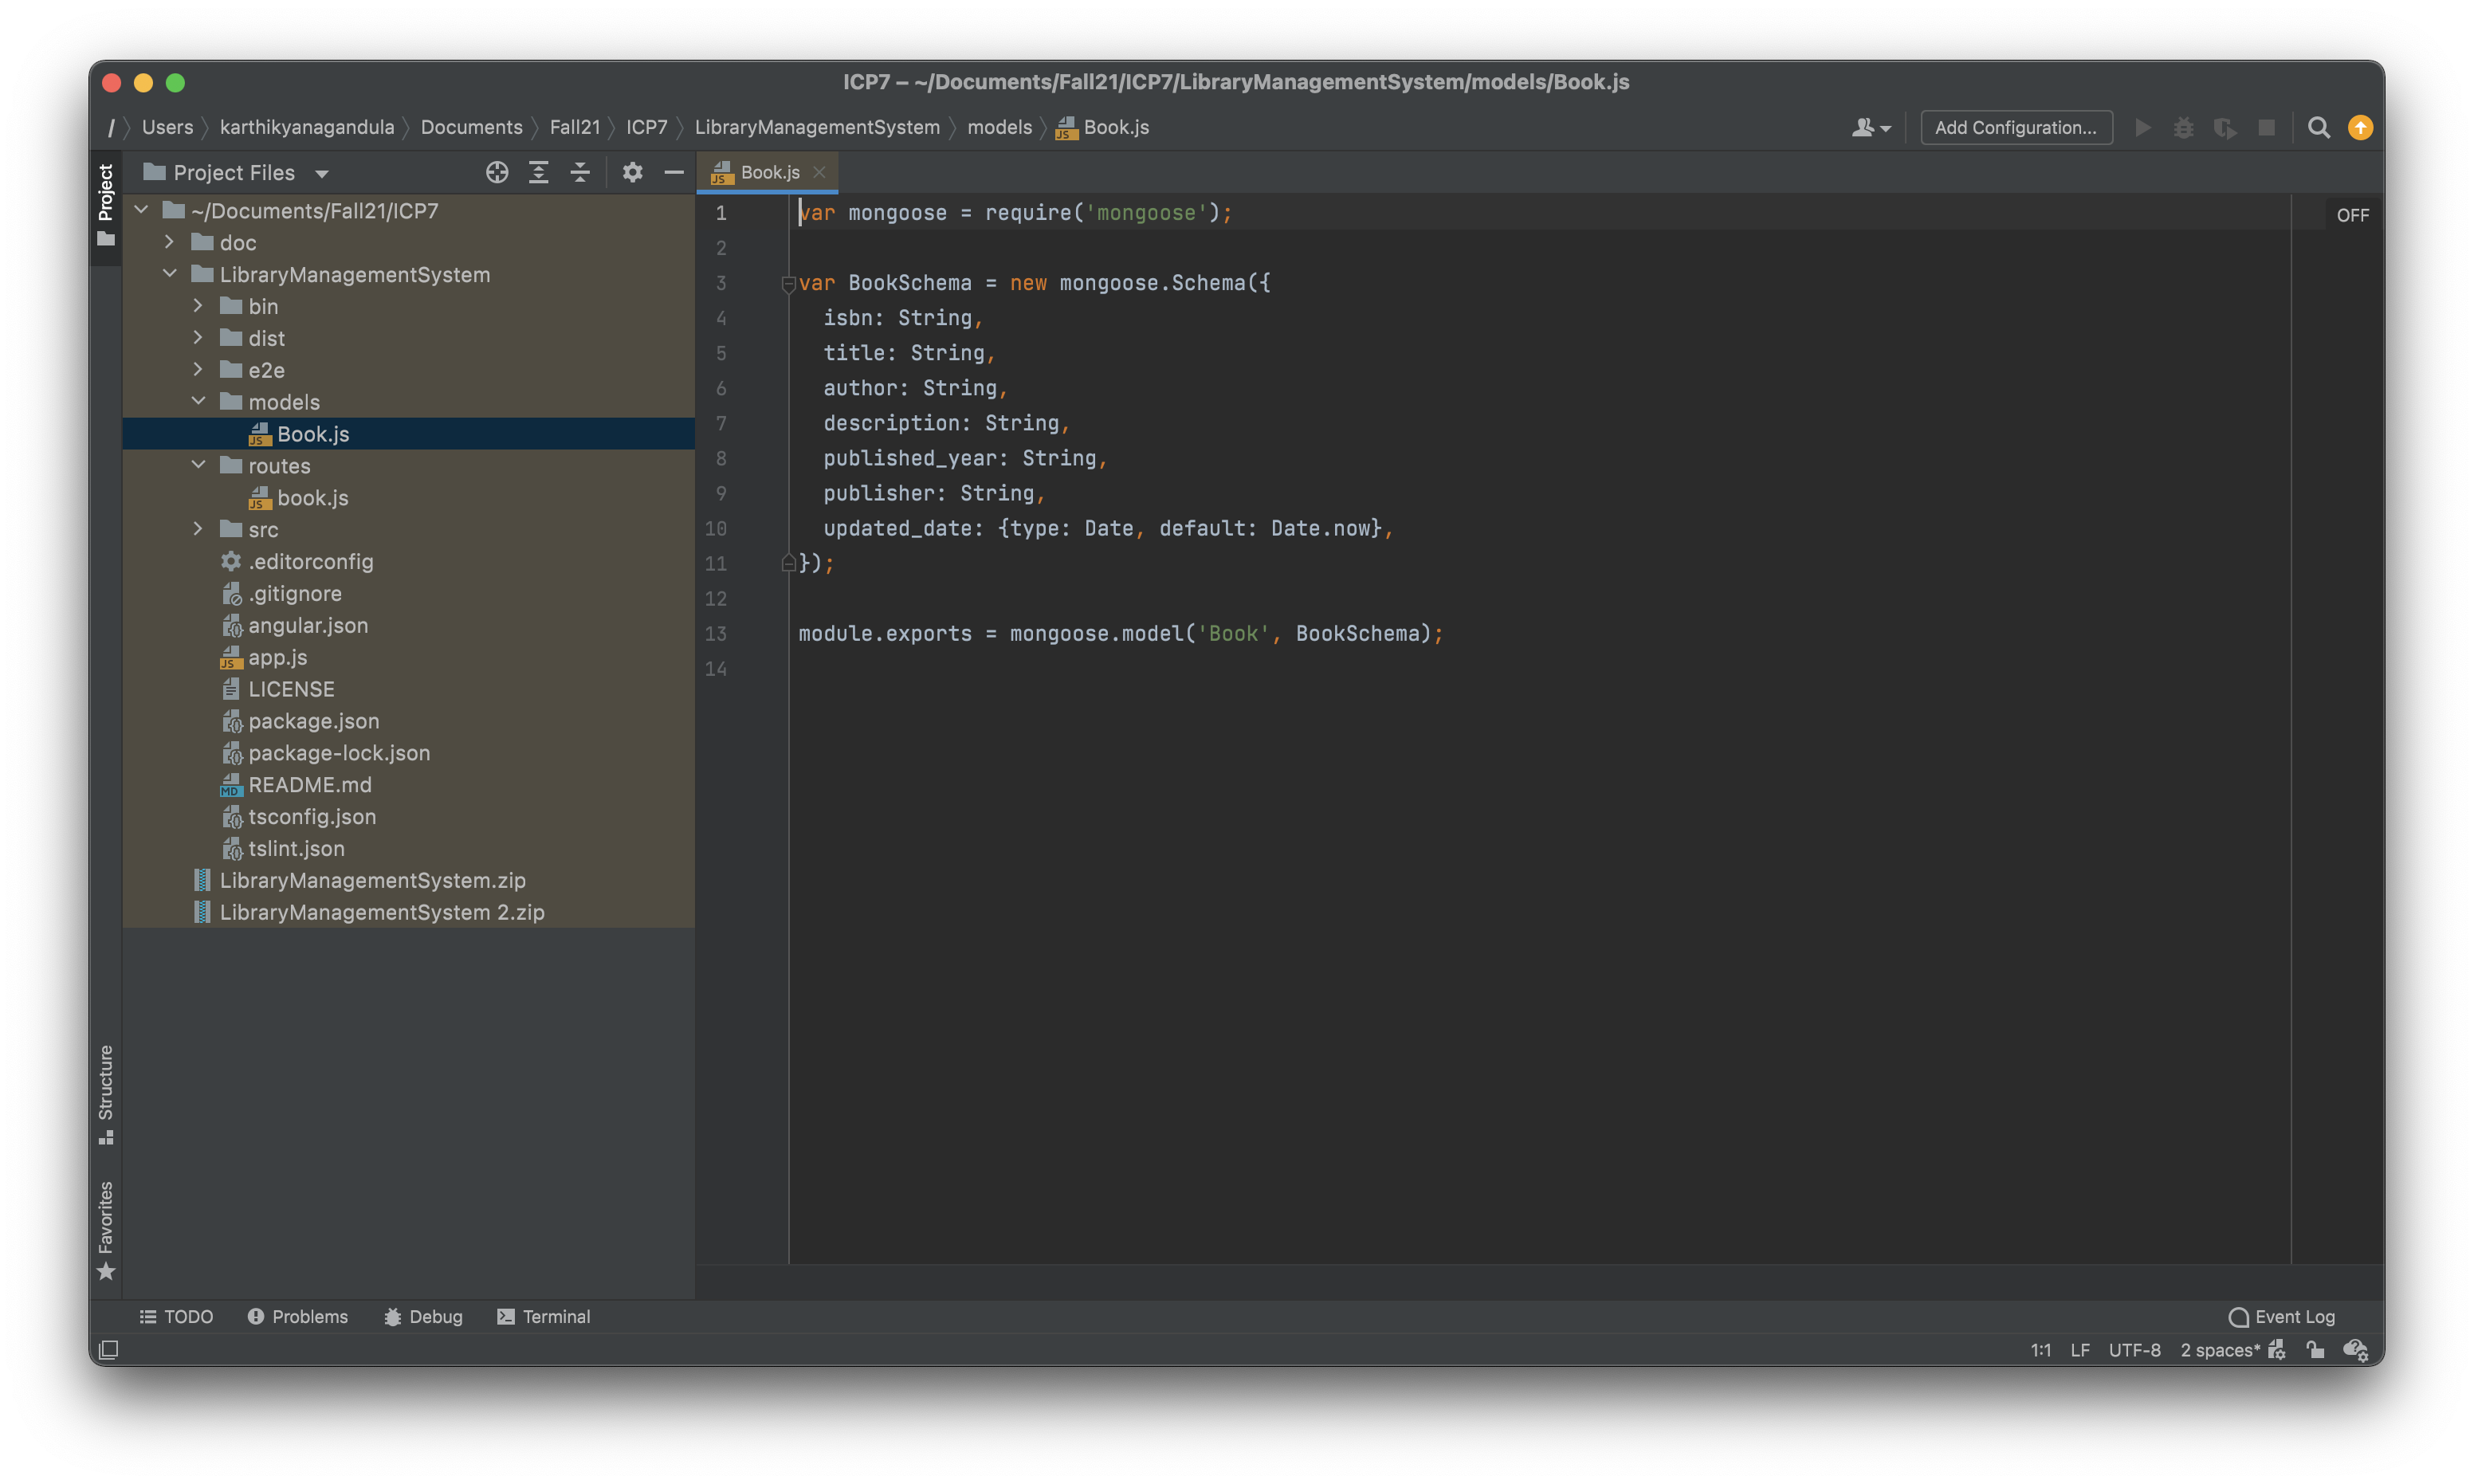 ICP7 – ~/Documents/Fall21/ICP7/LibraryManagementSystem/models/Book.js
/ Users karthikyanagandula Documents Fall21 ICP7 LibraryManagementSystem models Book.js Add Configuration...
Project
Project Files
Book.js
~/Documents/Fall21/ICP7
doc
LibraryManagementSystem
bin
dist
e2e
models
Book.js
routes
book.js
src
.editorconfig
.gitignore
angular.json
app.js
LICENSE
package.json
package-lock.json
README.md
tsconfig.json
tslint.json
LibraryManagementSystem.zip
LibraryManagementSystem 2.zip
OFF
1 var mongoose = require('mongoose');
2
3 var BookSchema = new mongoose.Schema({
4   isbn: String,
5   title: String,
6   author: String,
7   description: String,
8   published_year: String,
9   publisher: String,
10   updated_date: {type: Date, default: Date.now},
11 });
12
13 module.exports = mongoose.model('Book', BookSchema);
14
Structure
Favorites
TODO Problems Debug Terminal Event Log
1:1 LF UTF-8 2 spaces*